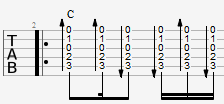 C
2
T 0 0 0 0 0 0
1 1 1 1 1 1
A 0 0 0 0 0 0
2 2 2 2 2 2
B 3 3 3 3 3 3